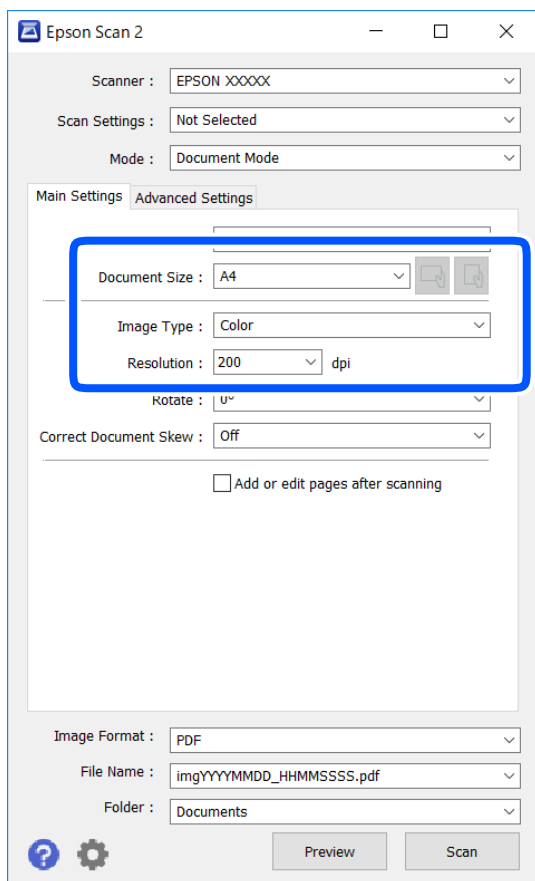 Epson Scan 2
Scanner : EPSON XXXXX
Scan Settings : Not Selected
Mode : Document Mode
Main Settings Advanced Settings
Document Size : A4
Image Type : Color
Resolution : 200 dpi
Rotate : 0°
Correct Document Skew : Off
Add or edit pages after scanning
Image Format : PDF
File Name : imgYYYYMMDD_HHMMSSSS.pdf
Folder : Documents
? Preview Scan